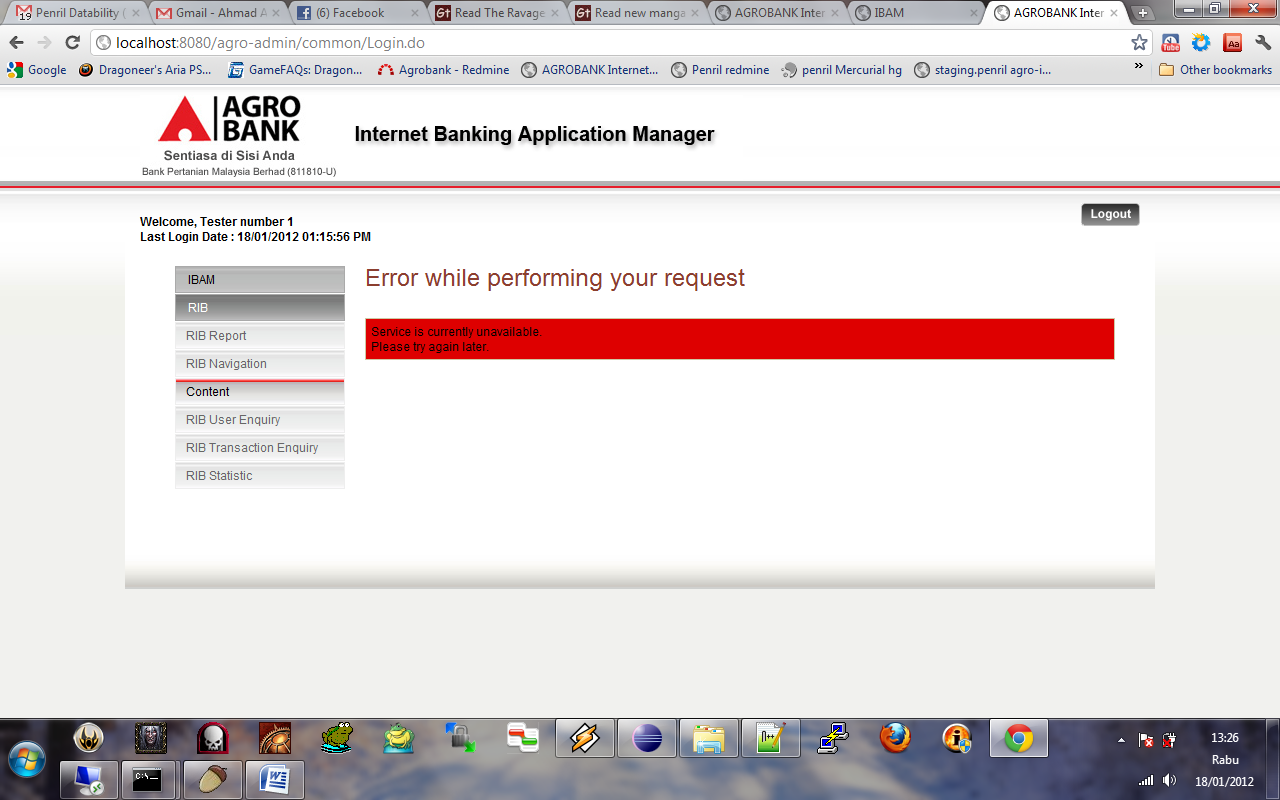 Penril Datability (
Gmail - Ahmad A
(6) Facebook
Read The Ravage
Read new manga
AGROBANK Inter
IBAM
AGROBANK Inter
localhost:8080/agro-admin/common/Login.do
Google
Dragoneer's Aria PS...
GameFAQs: Dragon...
Agrobank - Redmine
AGROBANK Internet...
Penril redmine
penril Mercurial hg
staging.penril agro-i...
»
Other bookmarks
AGRO
BANK
Sentiasa di Sisi Anda
Bank Pertanian Malaysia Berhad (811810-U)
Internet Banking Application Manager
Logout
Welcome, Tester number 1
Last Login Date : 18/01/2012 01:15:56 PM
IBAM
RIB
RIB Report
RIB Navigation
Content
RIB User Enquiry
RIB Transaction Enquiry
RIB Statistic
Error while performing your request
Service is currently unavailable.
Please try again later.
13:26
Rabu
18/01/2012